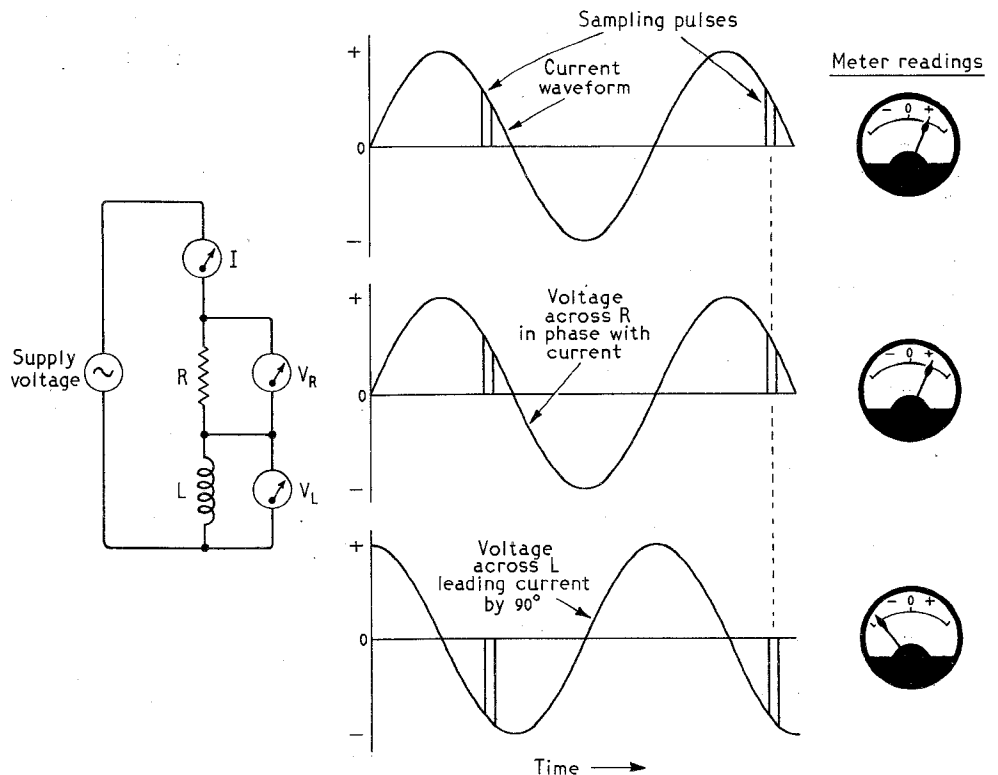 Sampling pulses
Current
waveform
Meter readings
+
0
−
− 0 +
I
Supply
voltage
R
V_R
L
V_L
+
0
−
Voltage
across R
in phase with
current
− 0 +
+
0
−
Voltage
across L
leading current
by 90°
− 0 +
Time